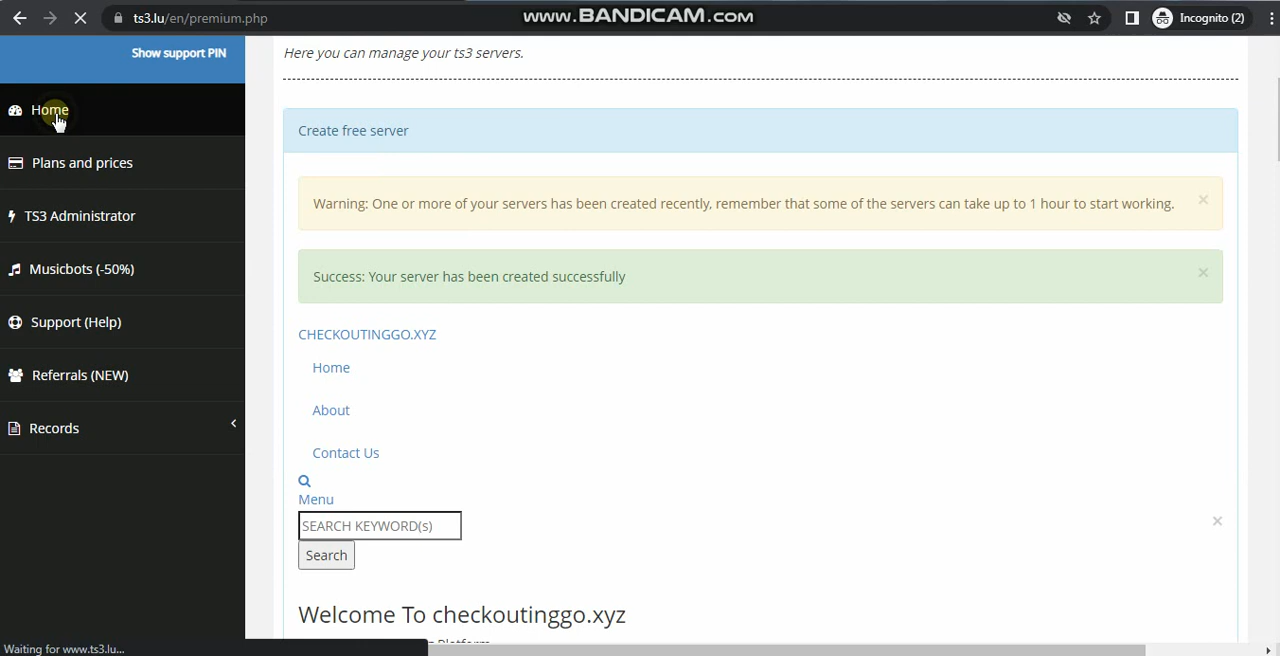 ts3.lu/en/premium.php
www.BANDICAM.com
Incognito (2)
Show support PIN
Home
Plans and prices
TS3 Administrator
Musicbots (-50%)
Support (Help)
Referrals (NEW)
Records
Waiting for www.ts3.lu...
Here you can manage your ts3 servers.
Create free server
Warning: One or more of your servers has been created recently, remember that some of the servers can take up to 1 hour to start working. ×
Success: Your server has been created successfully ×
CHECKOUTINGGO.XYZ
Home
About
Contact Us
Menu
SEARCH KEYWORD(s) ×
Search
Welcome To checkoutinggo.xyz